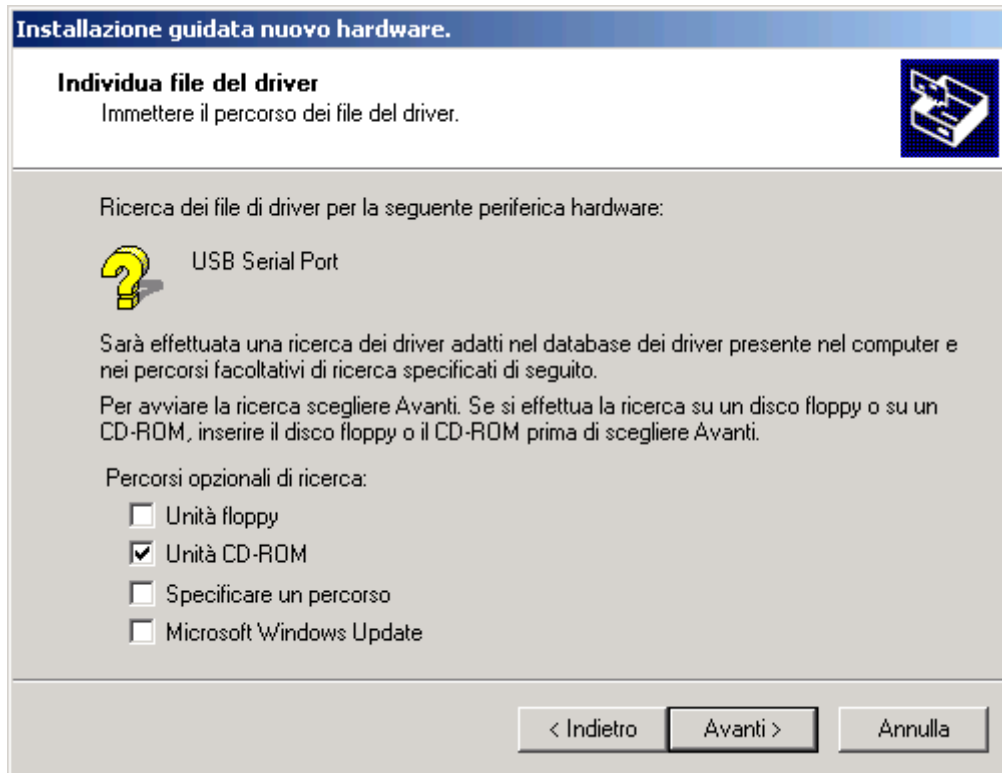 Installazione guidata nuovo hardware.
Individua file del driver
Immettere il percorso dei file del driver.
Ricerca dei file di driver per la seguente periferica hardware:
USB Serial Port
Sarà effettuata una ricerca dei driver adatti nel database dei driver presente nel computer e
nei percorsi facoltativi di ricerca specificati di seguito.
Per avviare la ricerca scegliere Avanti. Se si effettua la ricerca su un disco floppy o su un
CD-ROM, inserire il disco floppy o il CD-ROM prima di scegliere Avanti.
Percorsi opzionali di ricerca:
Unità floppy
Unità CD-ROM
Specificare un percorso
Microsoft Windows Update
< Indietro
Avanti >
Annulla